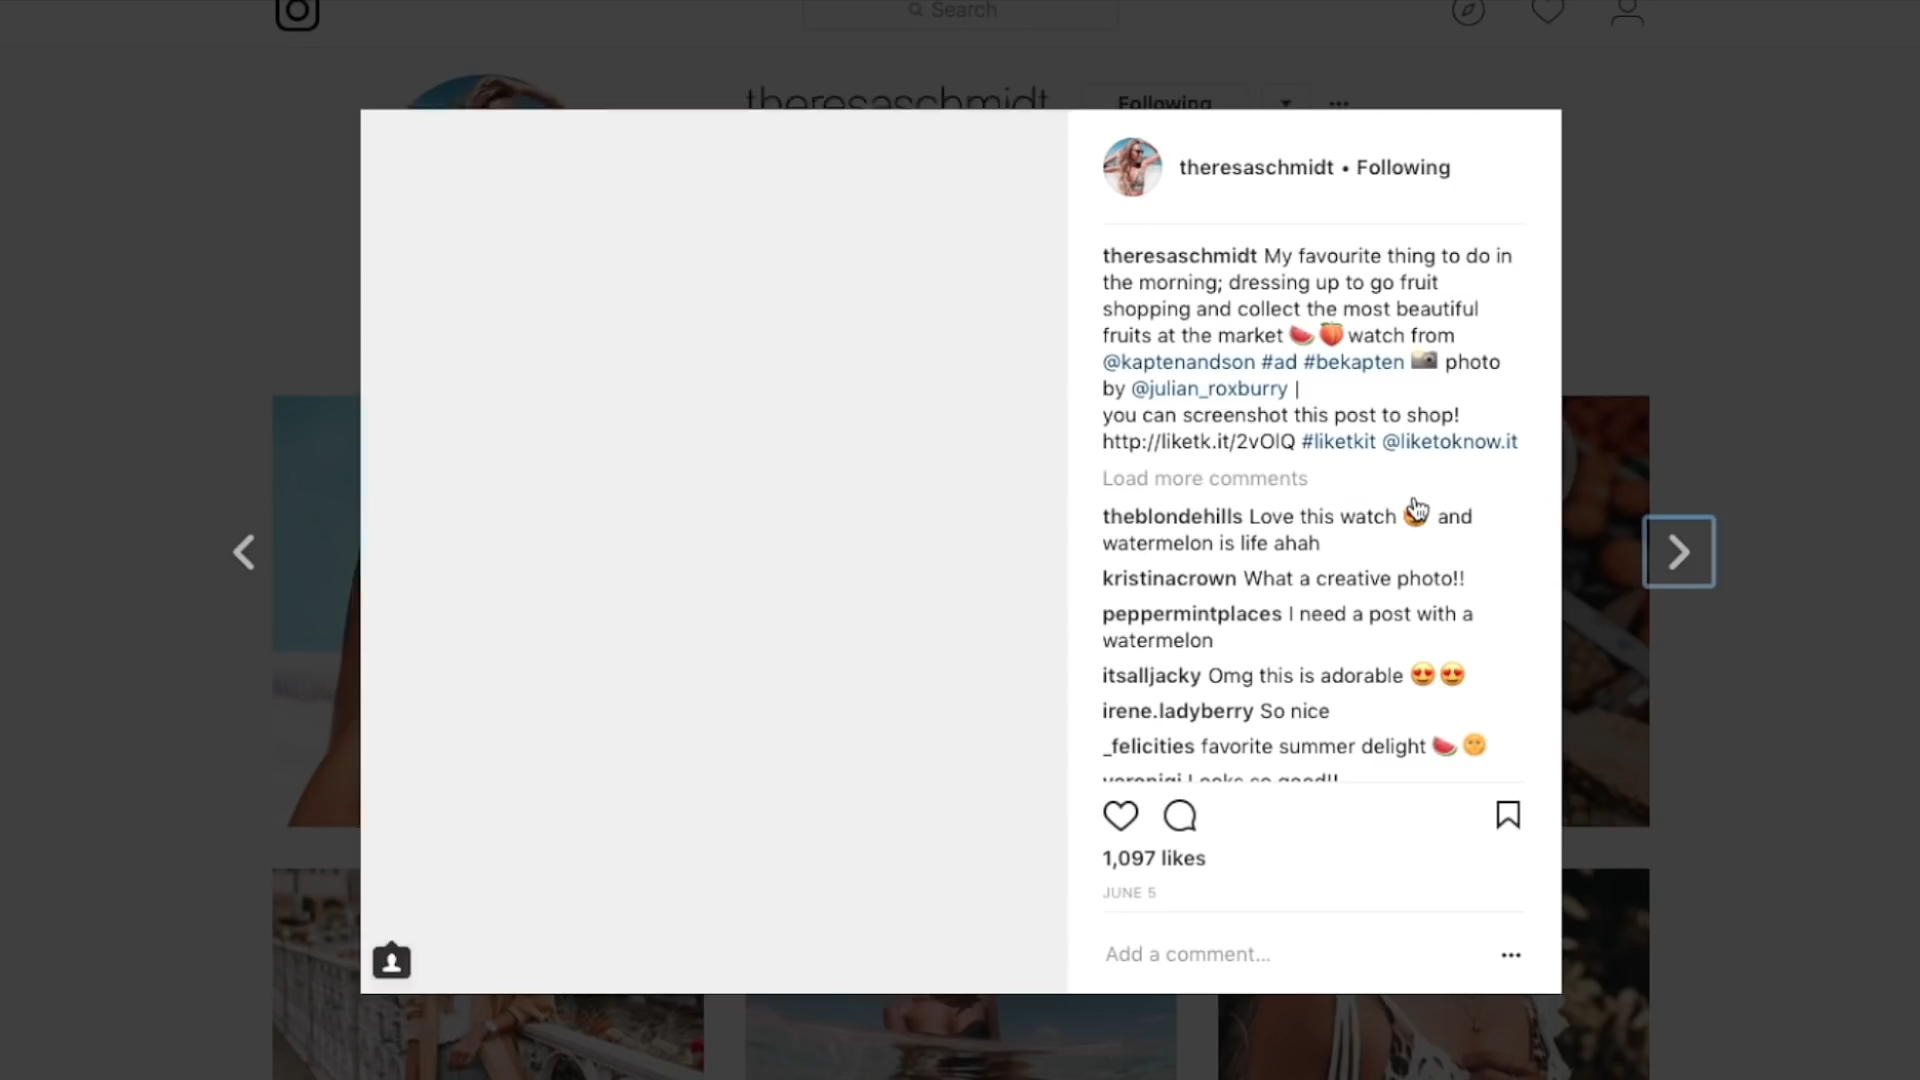 Search
theresaschmidt Following
theresaschmidt • Following
theresaschmidt My favourite thing to do in
the morning; dressing up to go fruit
shopping and collect the most beautiful
fruits at the market 🍉 🍑 watch from
@kaptenandson #ad #bekapten 📸 photo
by @julian_roxburry |
you can screenshot this post to shop!
http://liketk.it/2vOlQ #liketkit @liketoknow.it
Load more comments
theblondehills Love this watch and
watermelon is life ahah
kristinacrown What a creative photo!!
peppermintplaces I need a post with a
watermelon
itsalljacky Omg this is adorable 😍 😍
irene.ladyberry So nice
_felicities favorite summer delight 🍉 🌞
Looks so good!!
1,097 likes
JUNE 5
Add a comment...